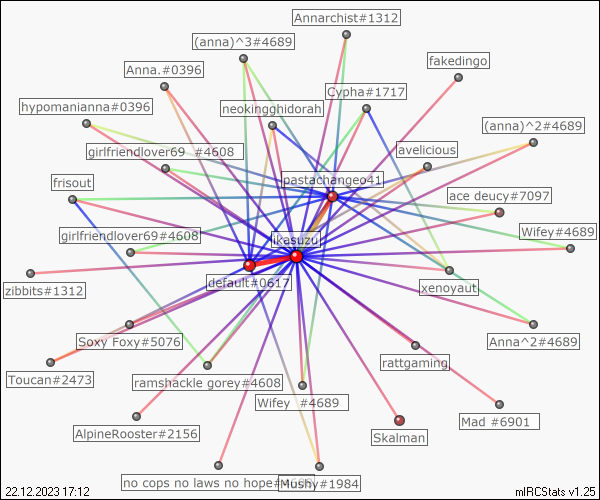 Annarchist#1312
(anna)^3#4689
fakedingo
Anna.#0396
Cypha#1717
hypomanianna#0396
neokingghidorah
(anna)^2#4689
girlfriendlover69 #4608
avelicious
frisout
pastachangeo41
ace deucy#7097
girlfriendlover69#4608
ikasuzu
Wifey#4689
zibbits#1312
default#0617
xenoyaut
Soxy Foxy#5076
Anna^2#4689
rattgaming
Toucan#2473
ramshackle gorey#4608
Wifey #4689
Mad #6901
AlpineRooster#2156
Skalman
no cops no laws no hope#
Mushy#1984
22.12.2023 17:12
mIRCStats v1.25